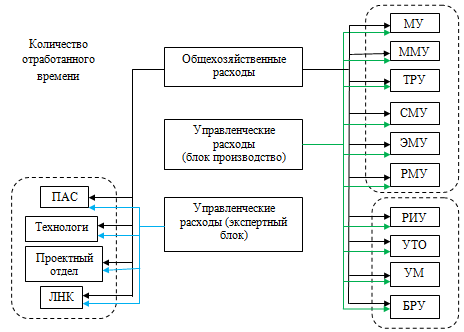 Количество
отработанного
времени
Общехозяйственные
расходы
Управленческие
расходы
(блок производство)
Управленческие
расходы (экспертный
блок)
ПАС
Технологи
Проектный
отдел
ЛНК
МУ
ММУ
ТРУ
СМУ
ЭМУ
РМУ
РИУ
УТО
УМ
БРУ